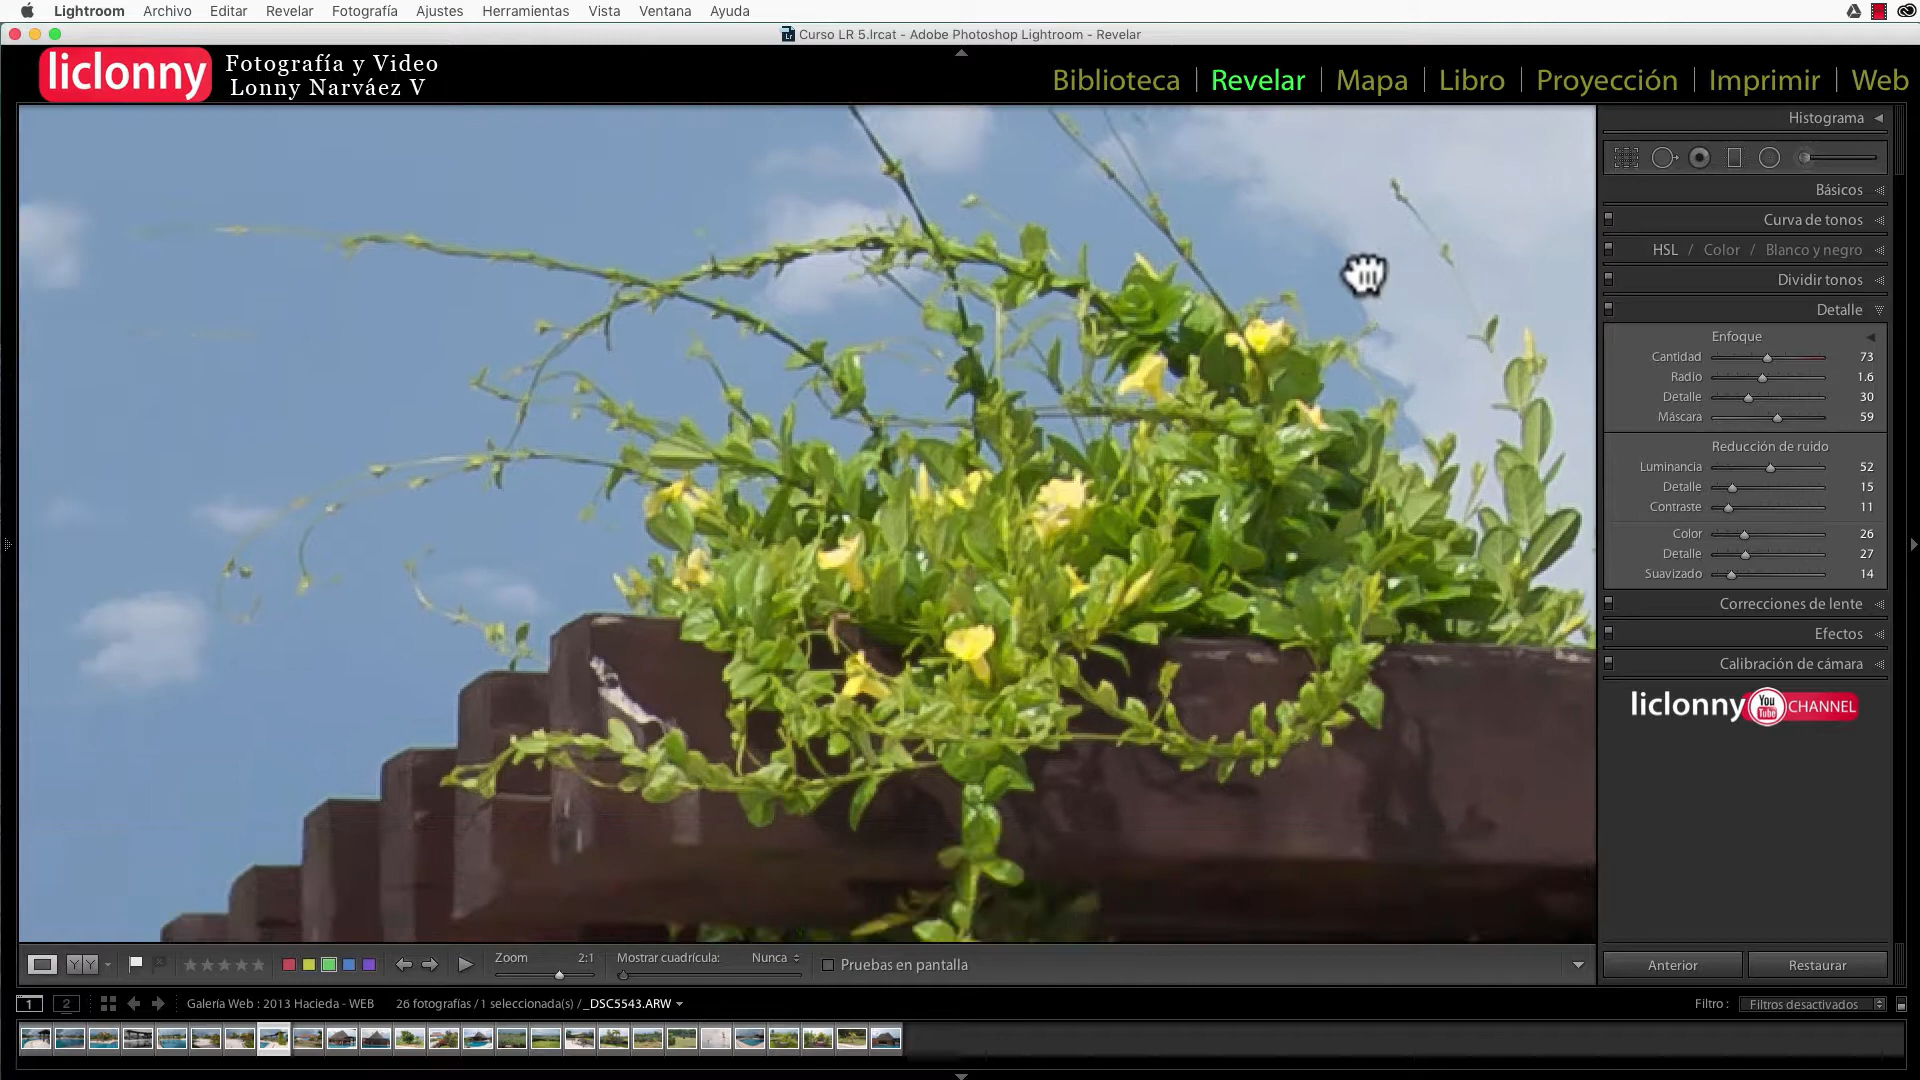 Lightroom Archivo Editar Revelar Fotografía Ajustes Herramientas Vista Ventana Ayuda
Curso LR 5.lrcat - Adobe Photoshop Lightroom - Revelar
liclonny Fotografía y Video
Lonny Narváez V
Biblioteca | Revelar | Mapa | Libro | Proyección | Imprimir | Web
Histograma
Básicos
Curva de tonos
HSL / Color / Blanco y negro
Dividir tonos
Detalle
Enfoque
Cantidad 73
Radio 1.6
Detalle 30
Máscara 59
Reducción de ruido
Luminancia 52
Detalle 15
Contraste 11
Color 26
Detalle 27
Suavizado 14
Correcciones de lente
Efectos
Calibración de cámara
liclonny You Tube CHANNEL
Y Y Zoom 2:1 Mostrar cuadrícula: Nunca Pruebas en pantalla
Anterior Restaurar
1 2 Galería Web : 2013 Hacieda - WEB 26 fotografías / 1 seleccionada(s) / _DSC5543.ARW Filtro : Filtros desactivados